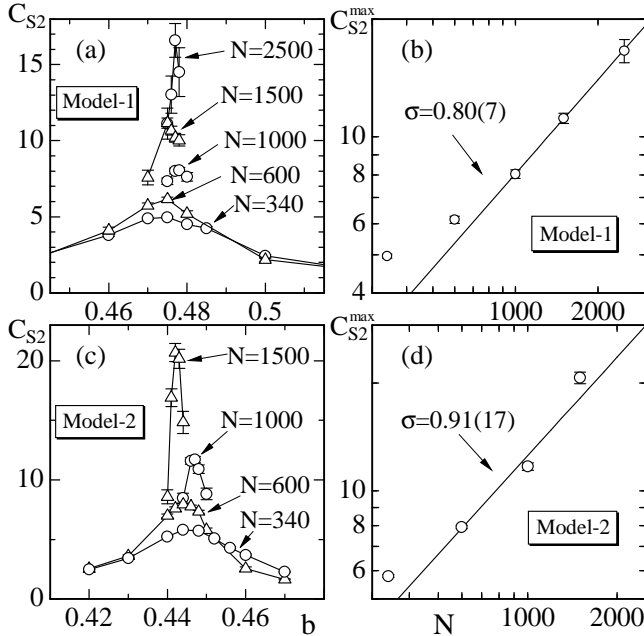 C_S2
(a)
N=2500
15
Model-1
N=1500
10
N=1000
N=600
5
N=340
0
0.46 0.48 0.5
C_S2^max
(b)
σ=0.80(7)
10
8
6
Model-1
4
1000 2000
C_S2
(c)
20
N=1500
Model-2
N=1000
10
N=600
N=340
0
0.42 0.44 0.46 b
C_S2^max
(d)
σ=0.91(17)
10
8
Model-2
6
N 1000 2000